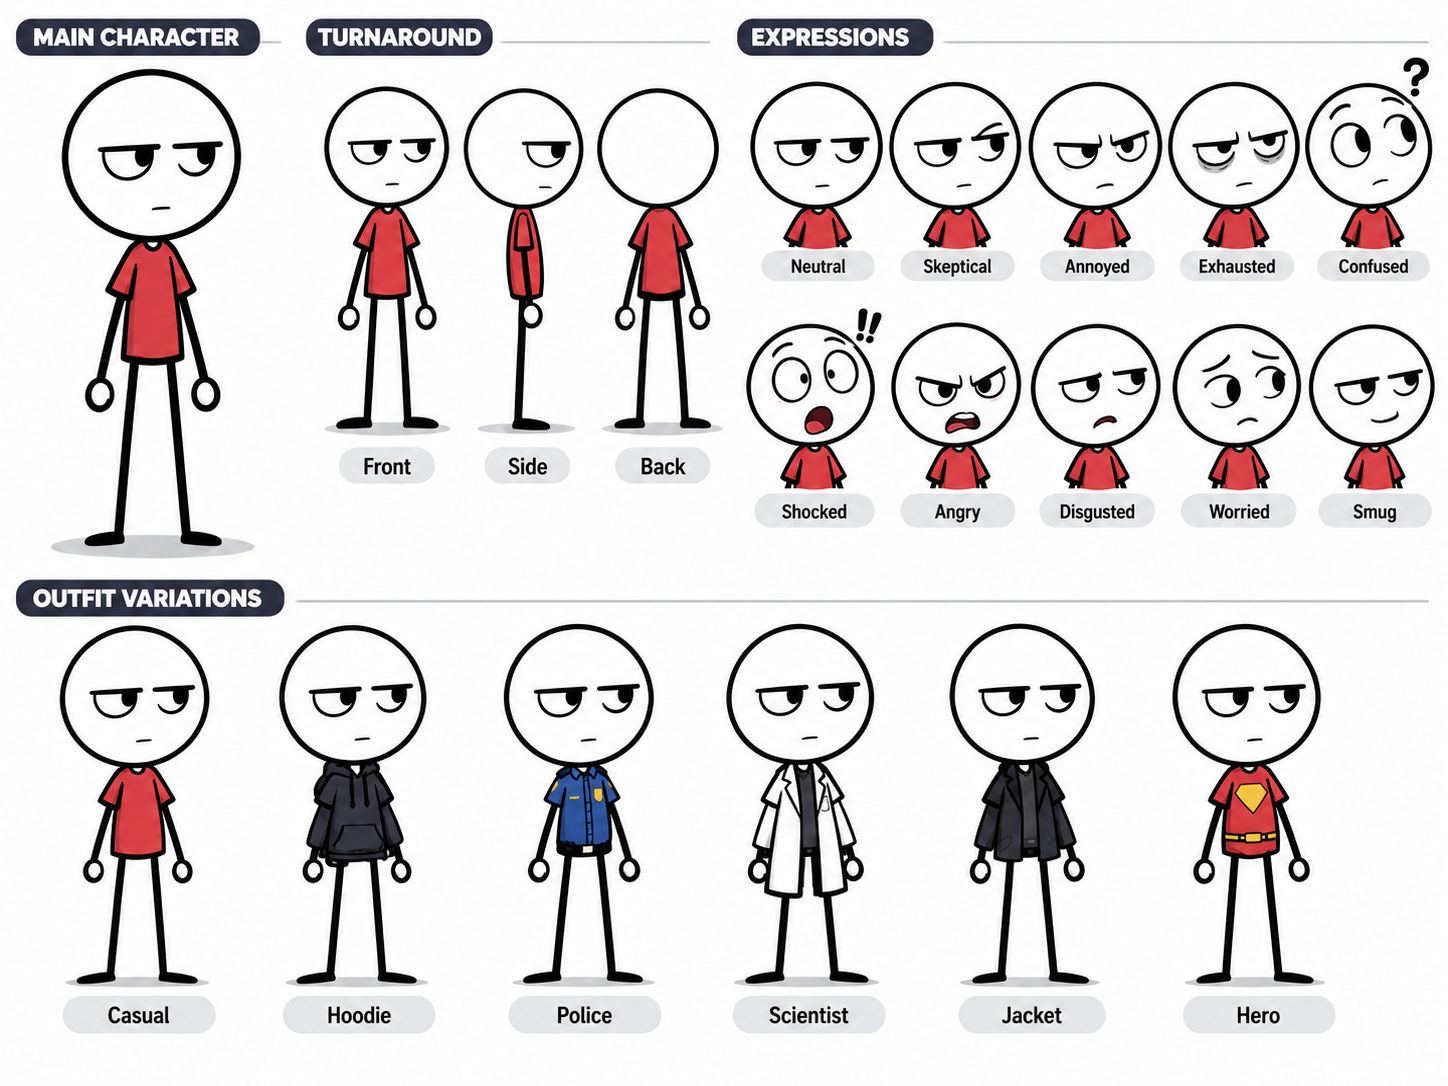 MAIN CHARACTER
TURNAROUND
EXPRESSIONS
?
Neutral
Skeptical
Annoyed
Exhausted
Confused
!!
Front
Side
Back
Shocked
Angry
Disgusted
Worried
Smug
OUTFIT VARIATIONS
Casual
Hoodie
Police
Scientist
Jacket
Hero